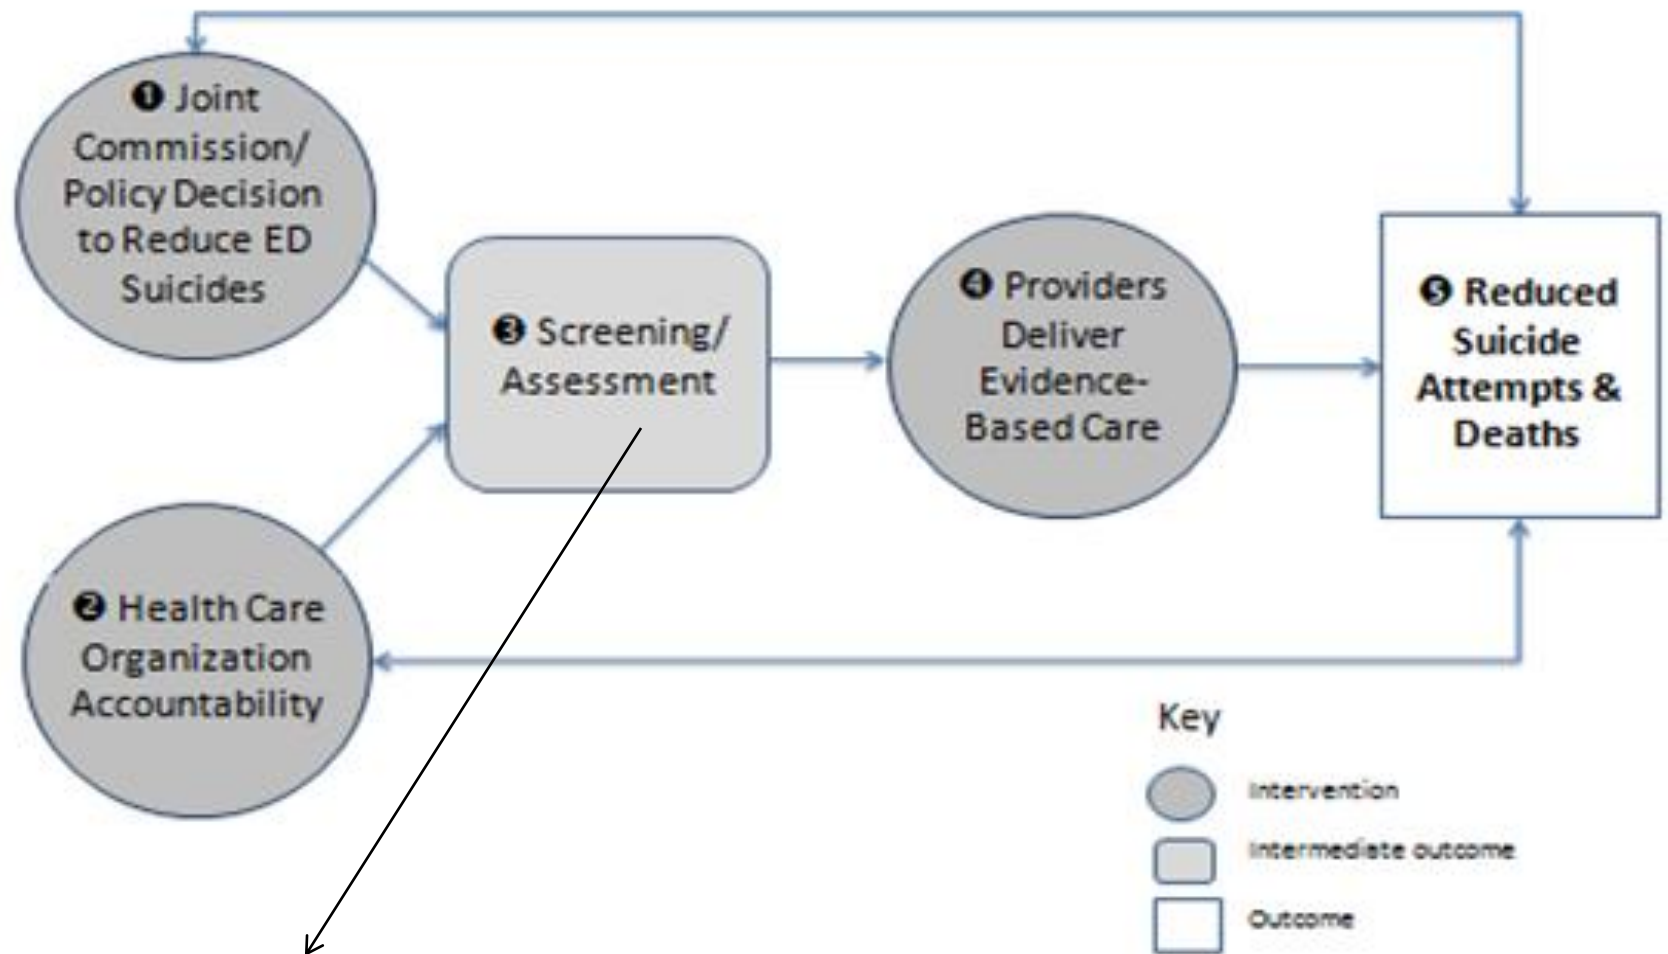 ❶ Joint
Commission/
Policy Decision
to Reduce ED
Suicides
❷ Health Care
Organization
Accountability
❸ Screening/
Assessment
❹ Providers
Deliver
Evidence-
Based Care
❺ Reduced
Suicide
Attempts &
Deaths
Key
Intervention
Intermediate outcome
Outcome